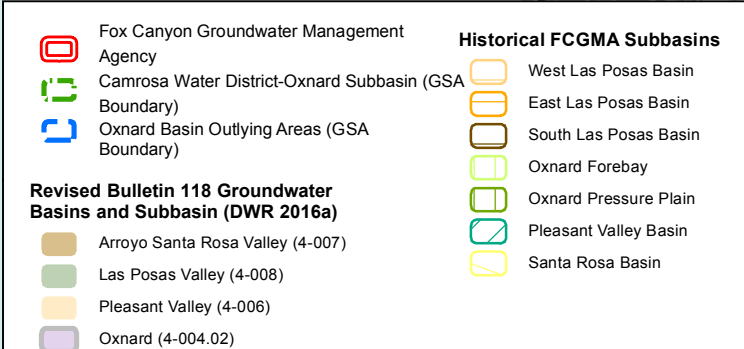 Fox Canyon Groundwater Management
Agency
Camrosa Water District-Oxnard Subbasin (GSA
Boundary)
Oxnard Basin Outlying Areas (GSA
Boundary)
Revised Bulletin 118 Groundwater
Basins and Subbasin (DWR 2016a)
Arroyo Santa Rosa Valley (4-007)
Las Posas Valley (4-008)
Pleasant Valley (4-006)
Oxnard (4-004.02)
Historical FCGMA Subbasins
West Las Posas Basin
East Las Posas Basin
South Las Posas Basin
Oxnard Forebay
Oxnard Pressure Plain
Pleasant Valley Basin
Santa Rosa Basin